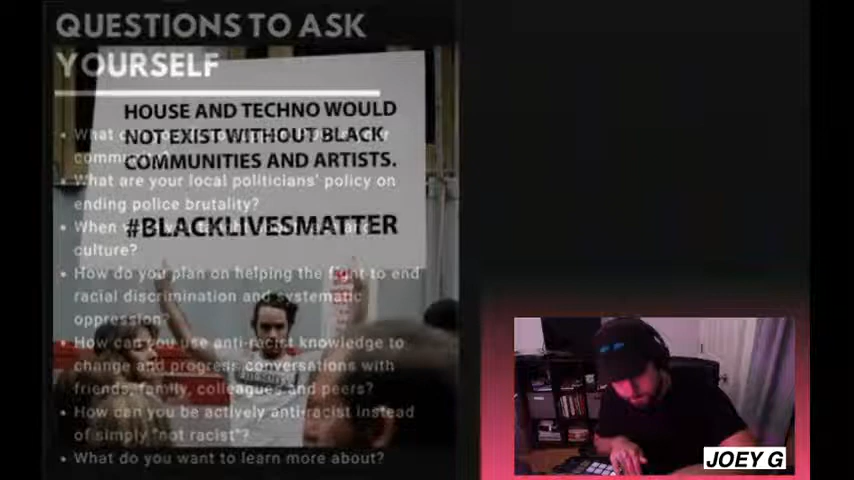 QUESTIONS TO ASK
YOURSELF
HOUSE AND TECHNO WOULD
NOT EXIST WITHOUT BLACK
COMMUNITIES AND ARTISTS.
#BLACKLIVESMATTER
• What
• What are your local politicians' policy on
ending police brutality?
• When
culture?
• How do you plan on helping the fight to end
racial discrimination and systematic
oppression?
• How can you use anti-racist knowledge to
change and progress conversations with
friends, family, colleagues and peers?
• How can you be actively anti-racist instead
of simply "not racist"?
• What do you want to learn more about?
JOEY G